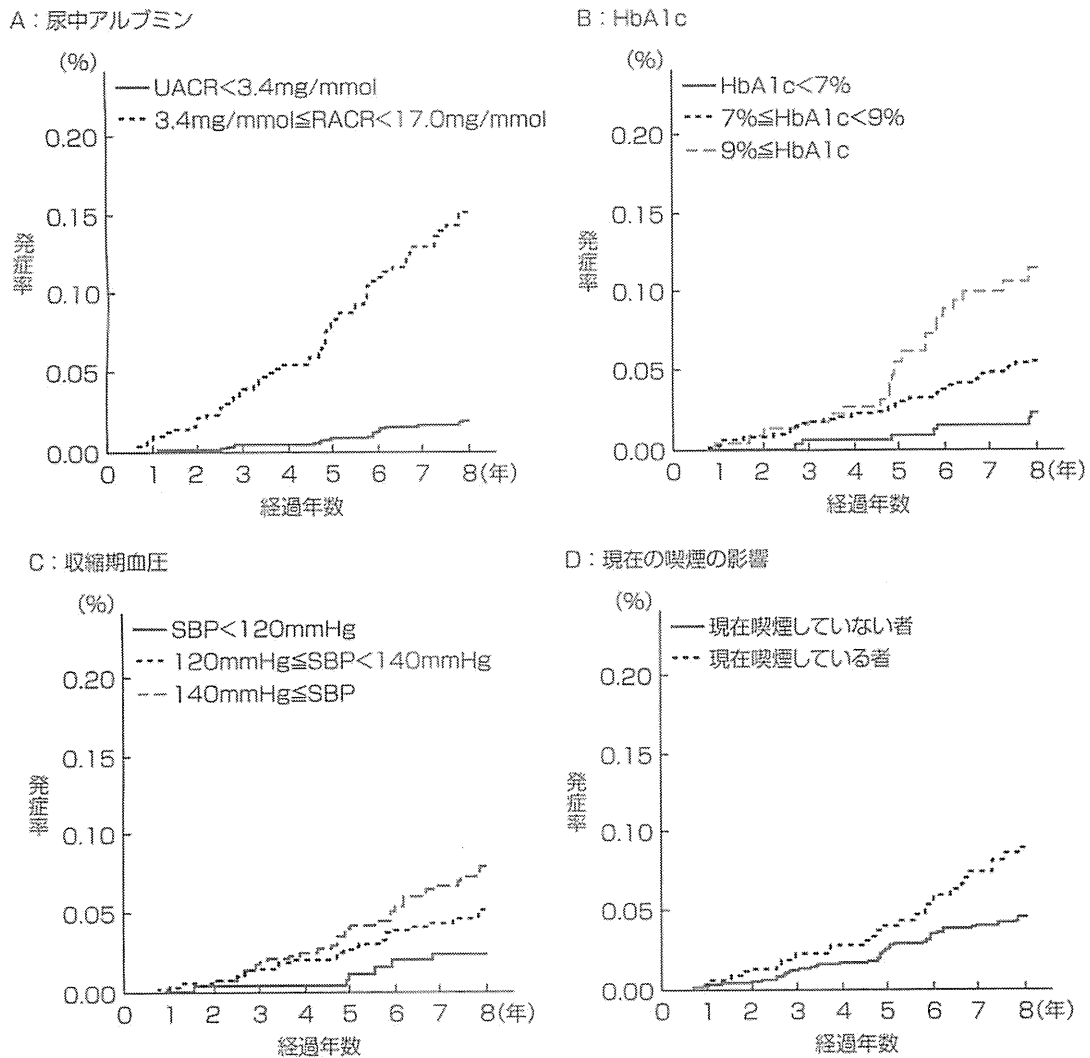 A：尿中アルブミン
(%)
UACR<3.4mg/mmol
3.4mg/mmol≦RACR<17.0mg/mmol
0.20
0.15
0.10
0.05
0.00
発症率
0 1 2 3 4 5 6 7 8(年)
経過年数
B：HbA1c
(%)
HbA1c<7%
7%≦HbA1c<9%
9%≦HbA1c
0.20
0.15
0.10
0.05
0.00
発症率
0 1 2 3 4 5 6 7 8(年)
経過年数
C：収縮期血圧
(%)
SBP<120mmHg
120mmHg≦SBP<140mmHg
140mmHg≦SBP
0.20
0.15
0.10
0.05
0.00
発症率
0 1 2 3 4 5 6 7 8(年)
経過年数
D：現在の喫煙の影響
(%)
現在喫煙していない者
現在喫煙している者
0.20
0.15
0.10
0.05
0.00
発症率
0 1 2 3 4 5 6 7 8(年)
経過年数